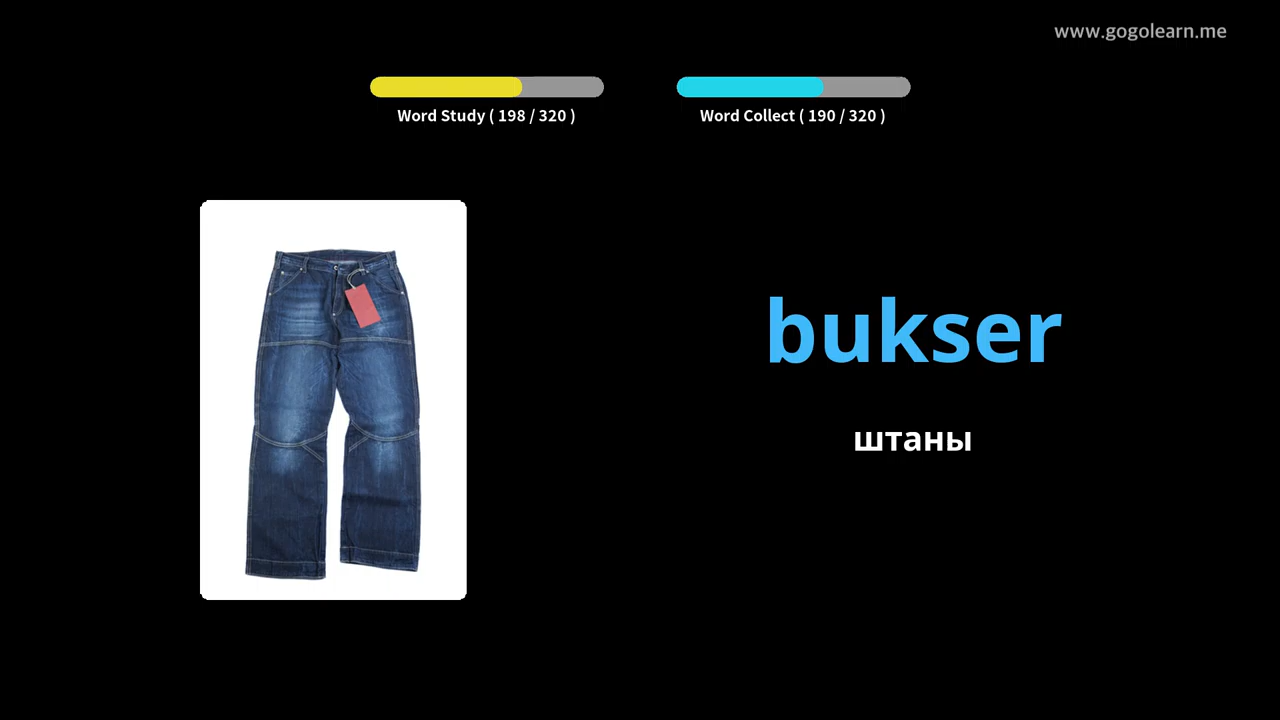 www.gogolearn.me
Word Study ( 198 / 320 )
Word Collect ( 190 / 320 )
bukser
штаны